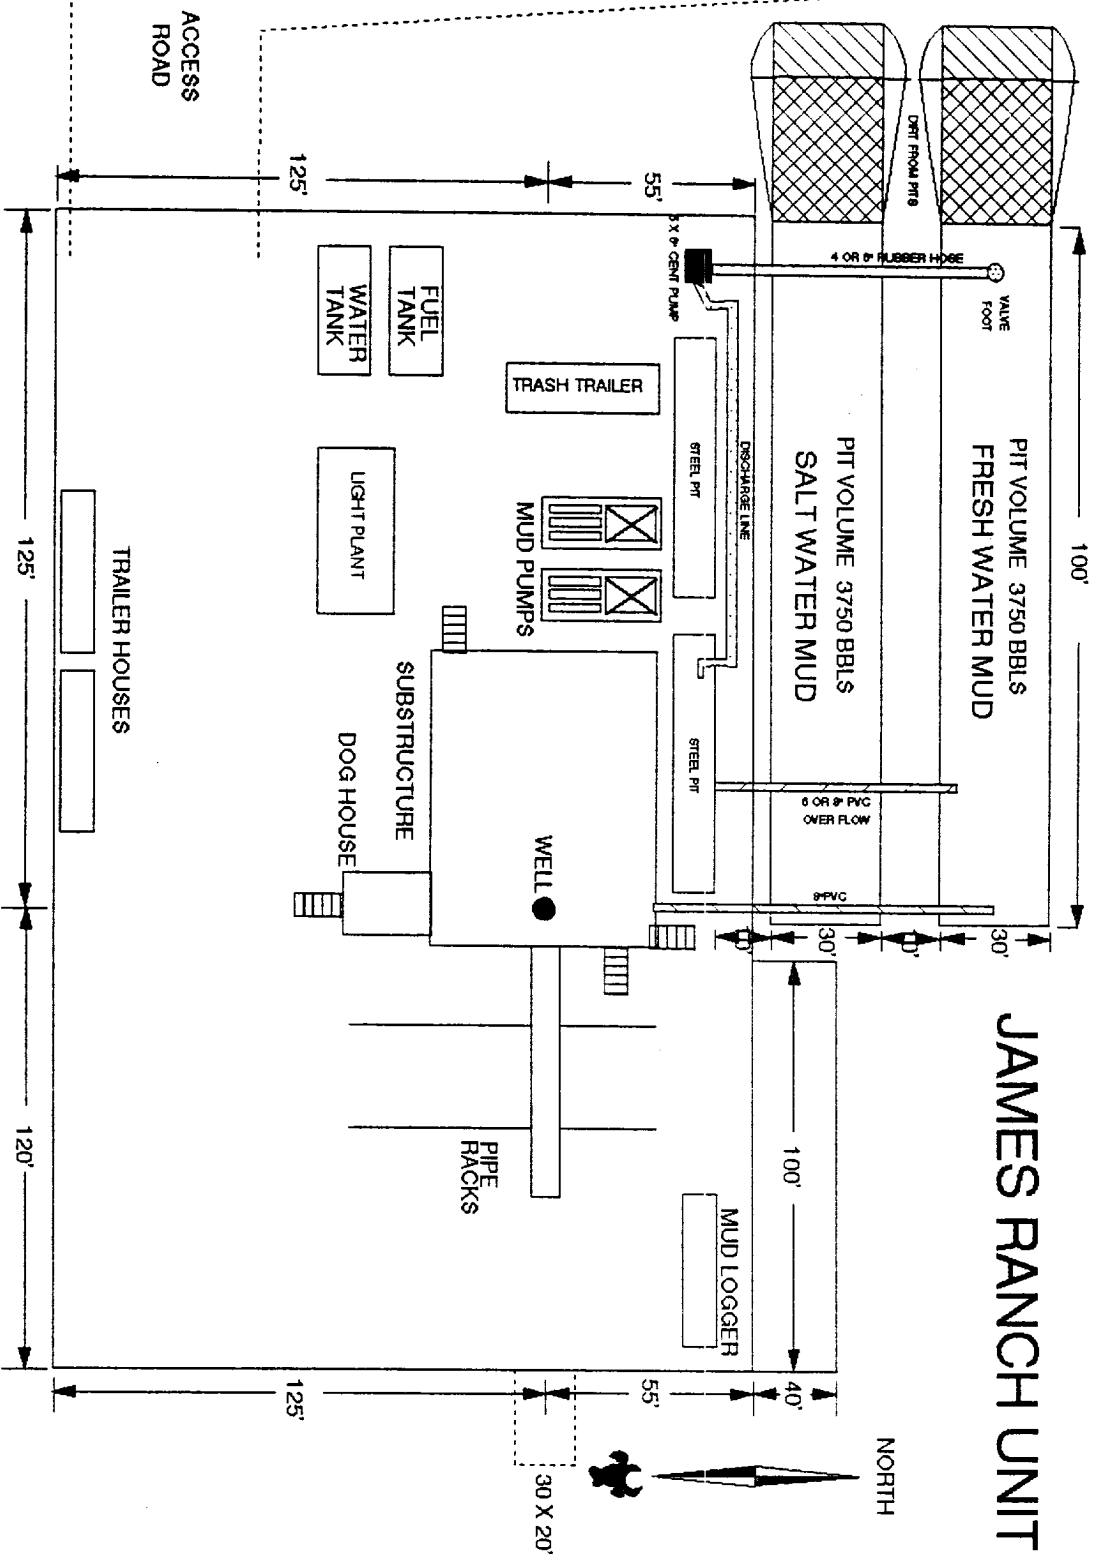 JAMES RANCH UNIT
NORTH
100'
PIT VOLUME 3750 BBLS
FRESH WATER MUD
PIT VOLUME 3750 BBLS
SALT WATER MUD
DIRT FROM PITS
VALVE
FOOT
4 OR 6" RUBBER HOSE
DISCHARGE LINE
6 OR 8" PVC
OVER FLOW
8" PVC
30'
10'
30'
10'
100'
40'
55'
125'
30 X 20'
MUD LOGGER
STEEL PIT
STEEL PIT
TRASH TRAILER
MUD PUMPS
WELL
PIPE
RACKS
SUBSTRUCTURE
DOG HOUSE
FUEL
TANK
WATER
TANK
LIGHT PLANT
TRAILER HOUSES
55'
125'
ACCESS
ROAD
125'
120'
X 6" CENT PUMP